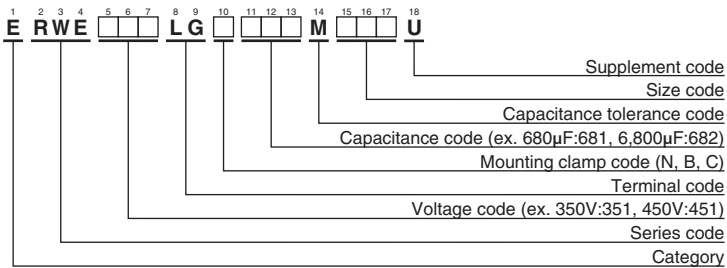 1 2 3 4 5 6 7 8 9 10 11 12 13 14 15 16 17 18
E RWE □□□ LG □ □□□ M □□□ U
Supplement code
Size code
Capacitance tolerance code
Capacitance code (ex. 680µF:681, 6,800µF:682)
Mounting clamp code (N, B, C)
Terminal code
Voltage code (ex. 350V:351, 450V:451)
Series code
Category